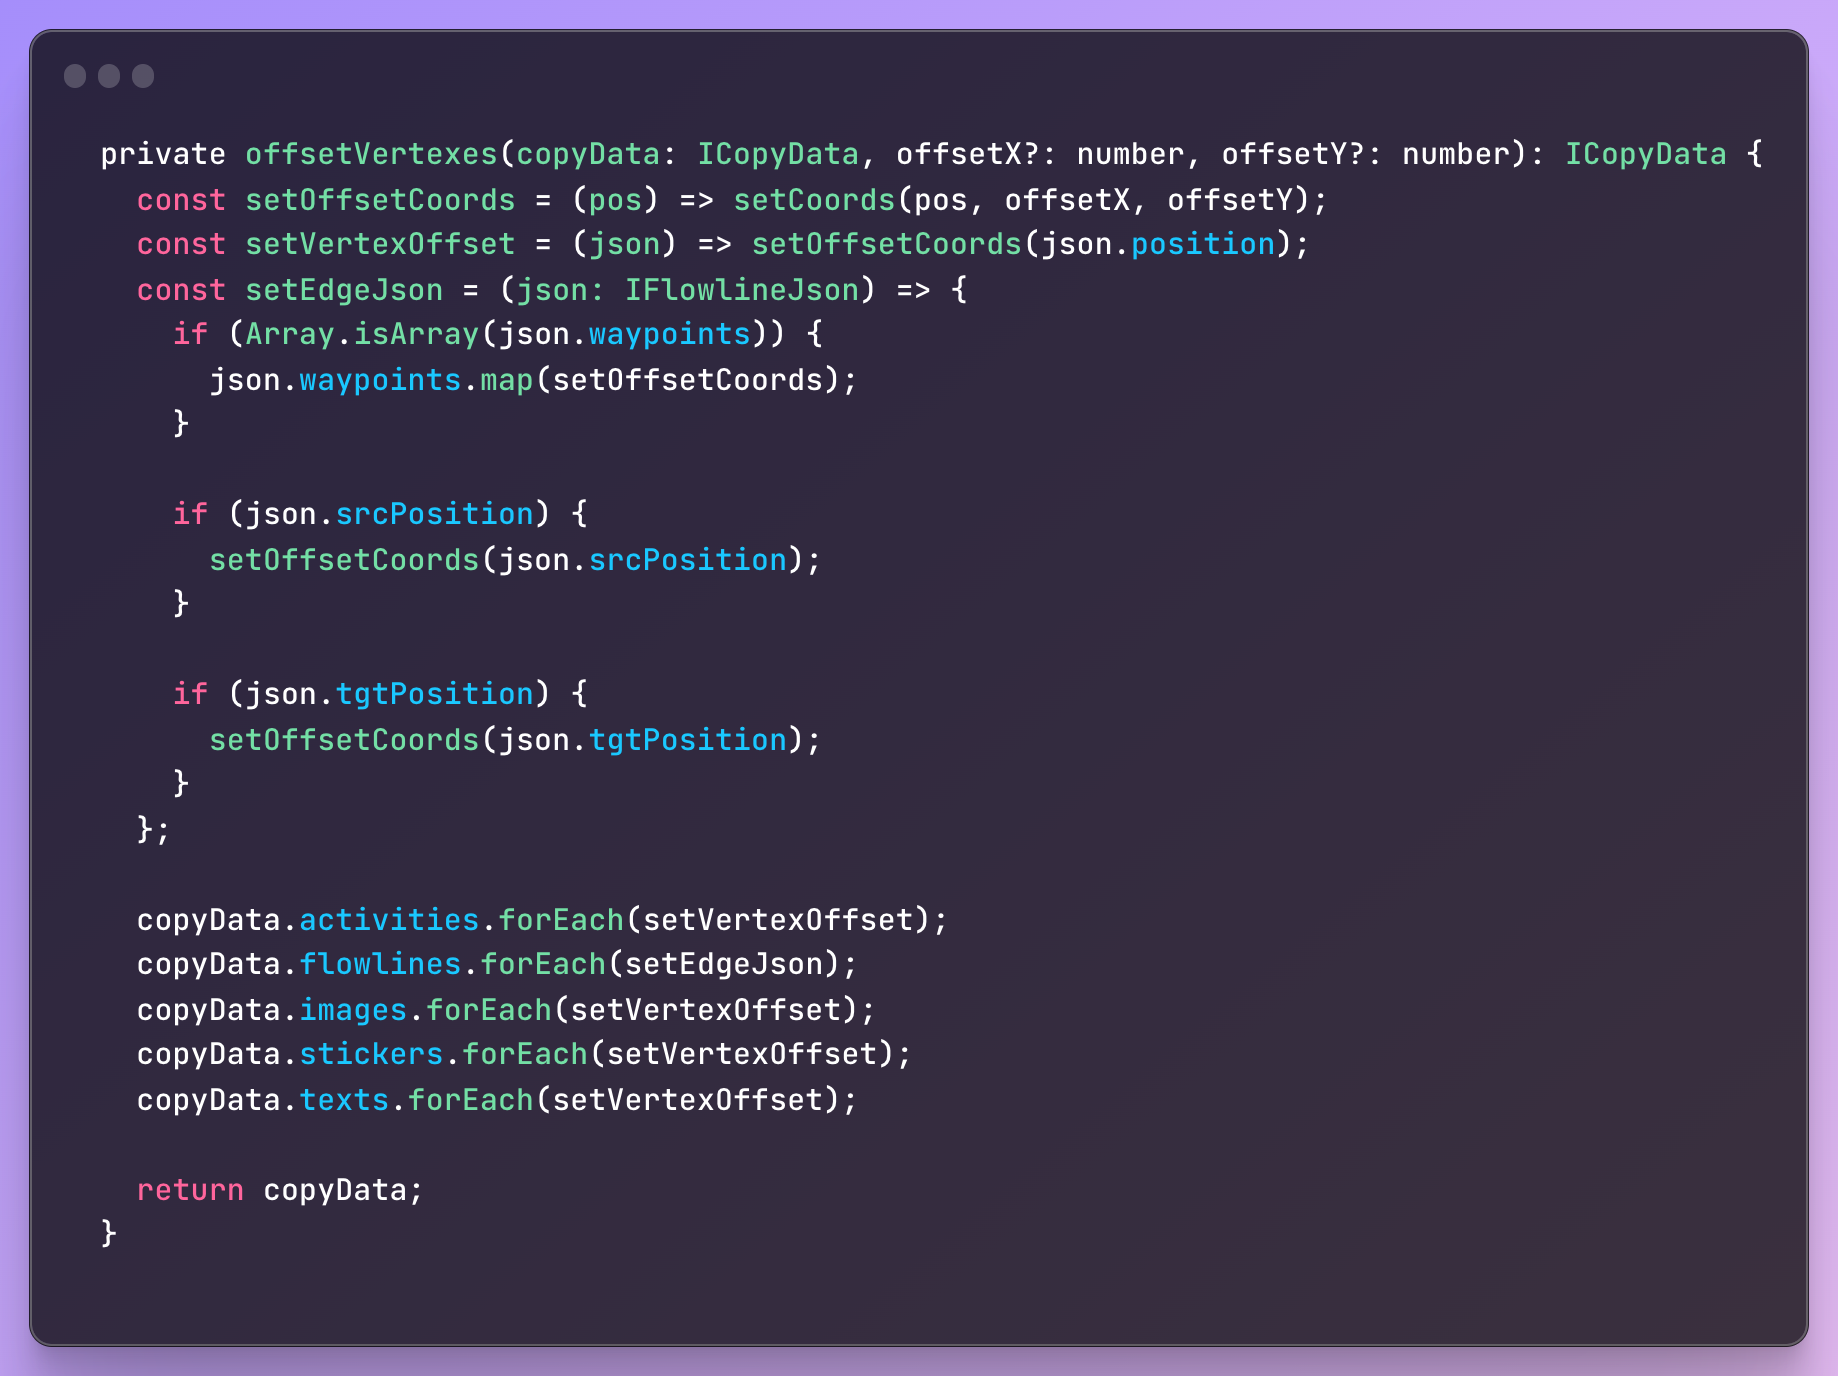 private offsetVertexes(copyData: ICopyData, offsetX?: number, offsetY?: number): ICopyData {
  const setOffsetCoords = (pos) => setCoords(pos, offsetX, offsetY);
  const setVertexOffset = (json) => setOffsetCoords(json.position);
  const setEdgeJson = (json: IFlowlineJson) => {
    if (Array.isArray(json.waypoints)) {
      json.waypoints.map(setOffsetCoords);
    }

    if (json.srcPosition) {
      setOffsetCoords(json.srcPosition);
    }

    if (json.tgtPosition) {
      setOffsetCoords(json.tgtPosition);
    }
  };

  copyData.activities.forEach(setVertexOffset);
  copyData.flowlines.forEach(setEdgeJson);
  copyData.images.forEach(setVertexOffset);
  copyData.stickers.forEach(setVertexOffset);
  copyData.texts.forEach(setVertexOffset);

  return copyData;
}